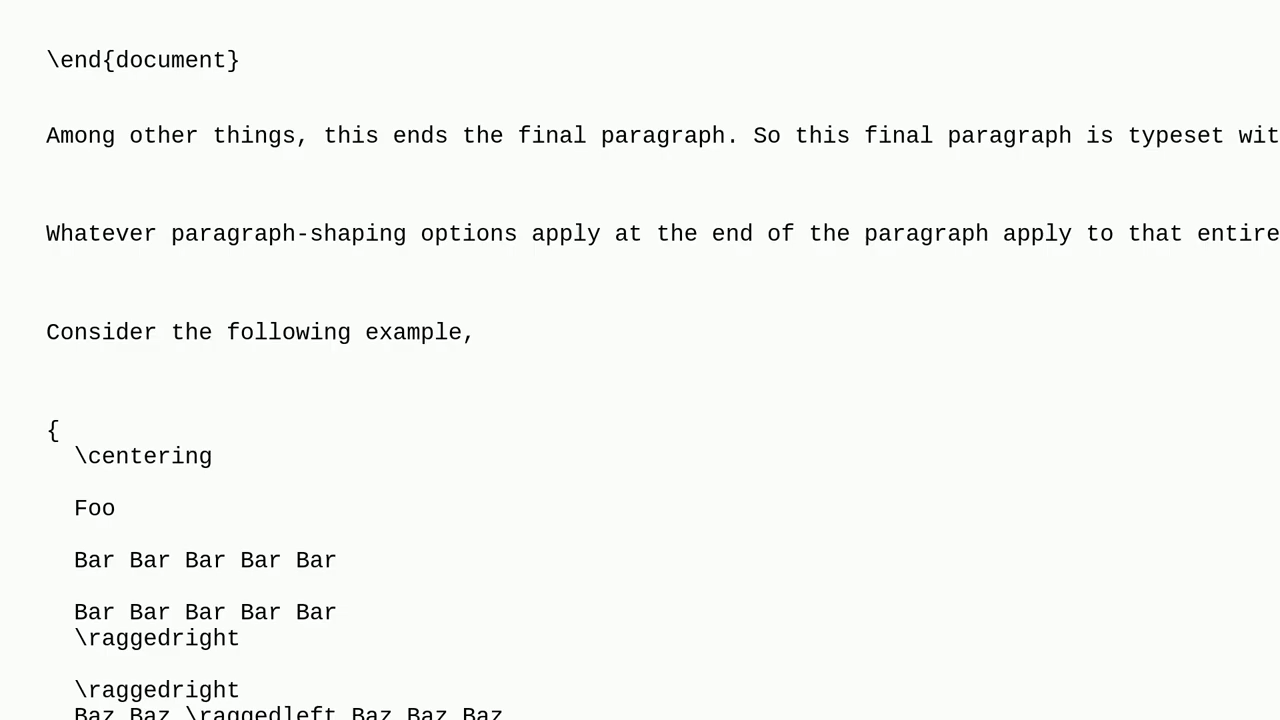 \end{document}
Among other things, this ends the final paragraph. So this final paragraph is typeset wit
Whatever paragraph-shaping options apply at the end of the paragraph apply to that entire
Consider the following example,
{
\centering
Foo
Bar Bar Bar Bar Bar
Bar Bar Bar Bar Bar
\raggedright
\raggedright
Baz Baz \raggedleft Baz Baz Baz